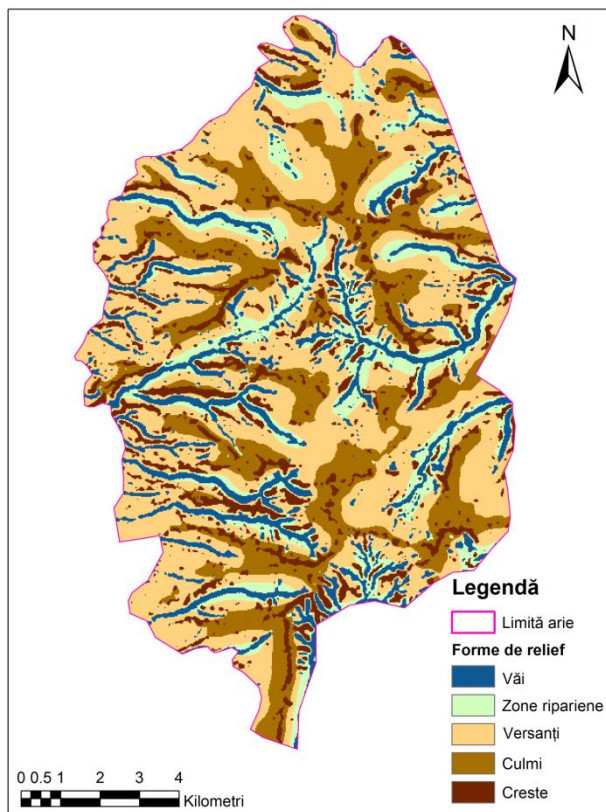 N
Legendă
Limită arie
Forme de relief
Văi
Zone ripariene
Versanți
Culmi
Creste
0 0.5 1 2 3 4
Kilometri